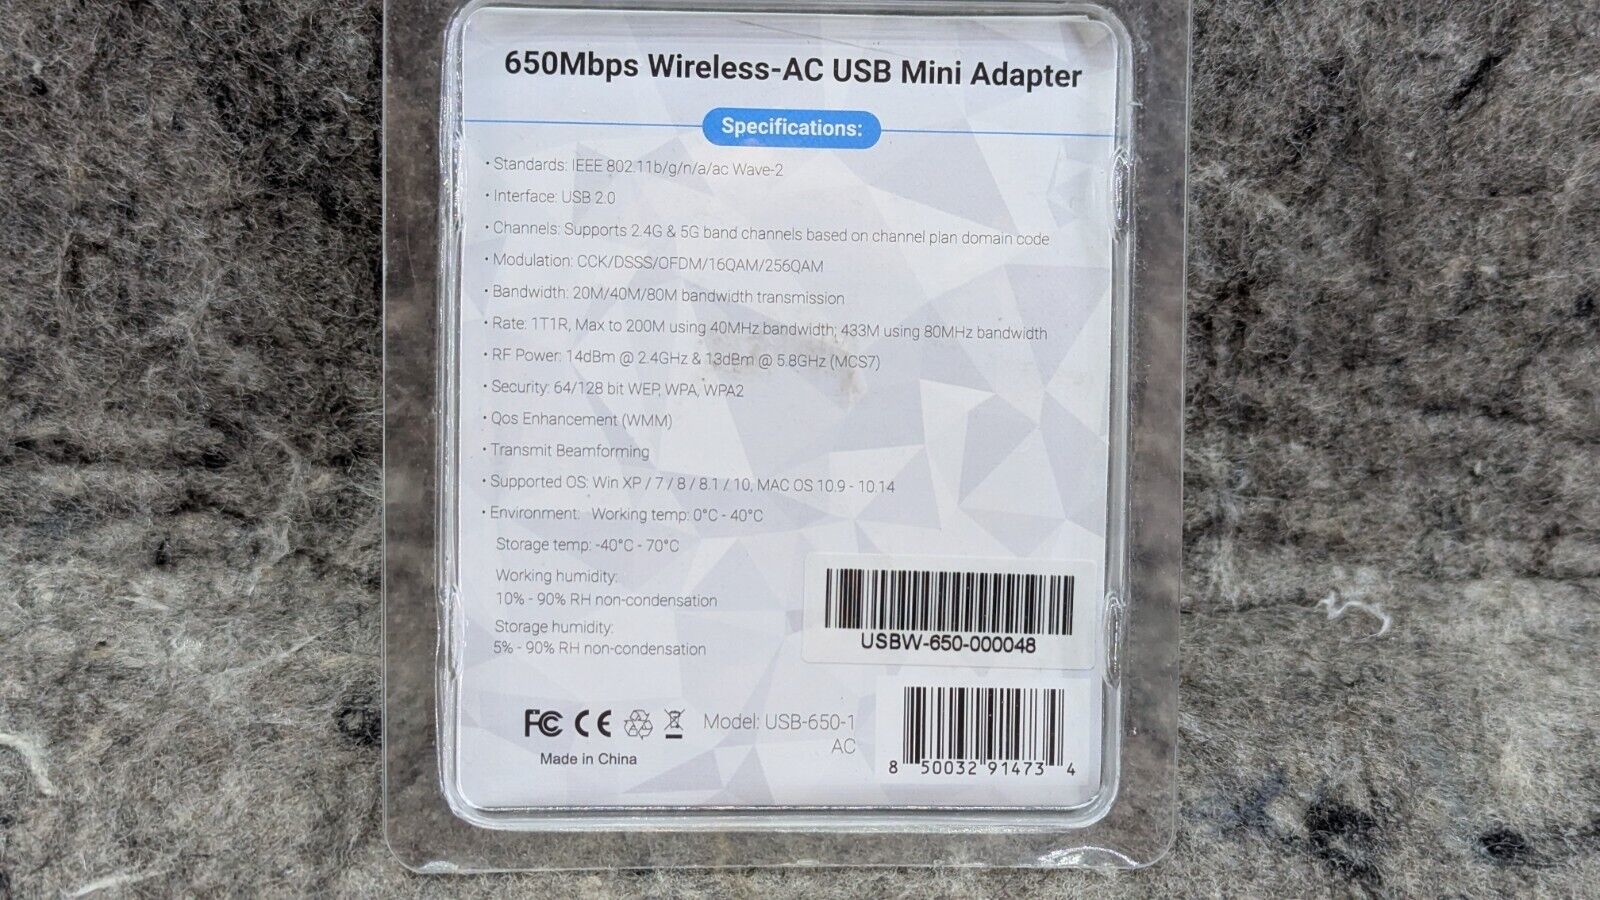 650Mbps Wireless-AC USB Mini Adapter
Specifications:
• Standards: IEEE 802.11b/g/n/a/ac Wave-2
• Interface: USB 2.0
• Channels: Supports 2.4G & 5G band channels based on channel plan domain code
• Modulation: CCK/DSSS/OFDM/16QAM/256QAM
• Bandwidth: 20M/40M/80M bandwidth transmission
• Rate: 1T1R, Max to 200M using 40MHz bandwidth; 433M using 80MHz bandwidth
• RF Power: 14dBm @ 2.4GHz & 13dBm @ 5.8GHz (MCS7)
• Security: 64/128 bit WEP, WPA, WPA2
• Qos Enhancement (WMM)
• Transmit Beamforming
• Supported OS: Win XP / 7 / 8 / 8.1 / 10, MAC OS 10.9 - 10.14
• Environment: Working temp: 0°C - 40°C
Storage temp: -40°C - 70°C
Working humidity:
10% - 90% RH non-condensation
Storage humidity:
5% - 90% RH non-condensation
USBW-650-000048
FC CE
Made in China
Model: USB-650-1
AC
8 50032 91473 4